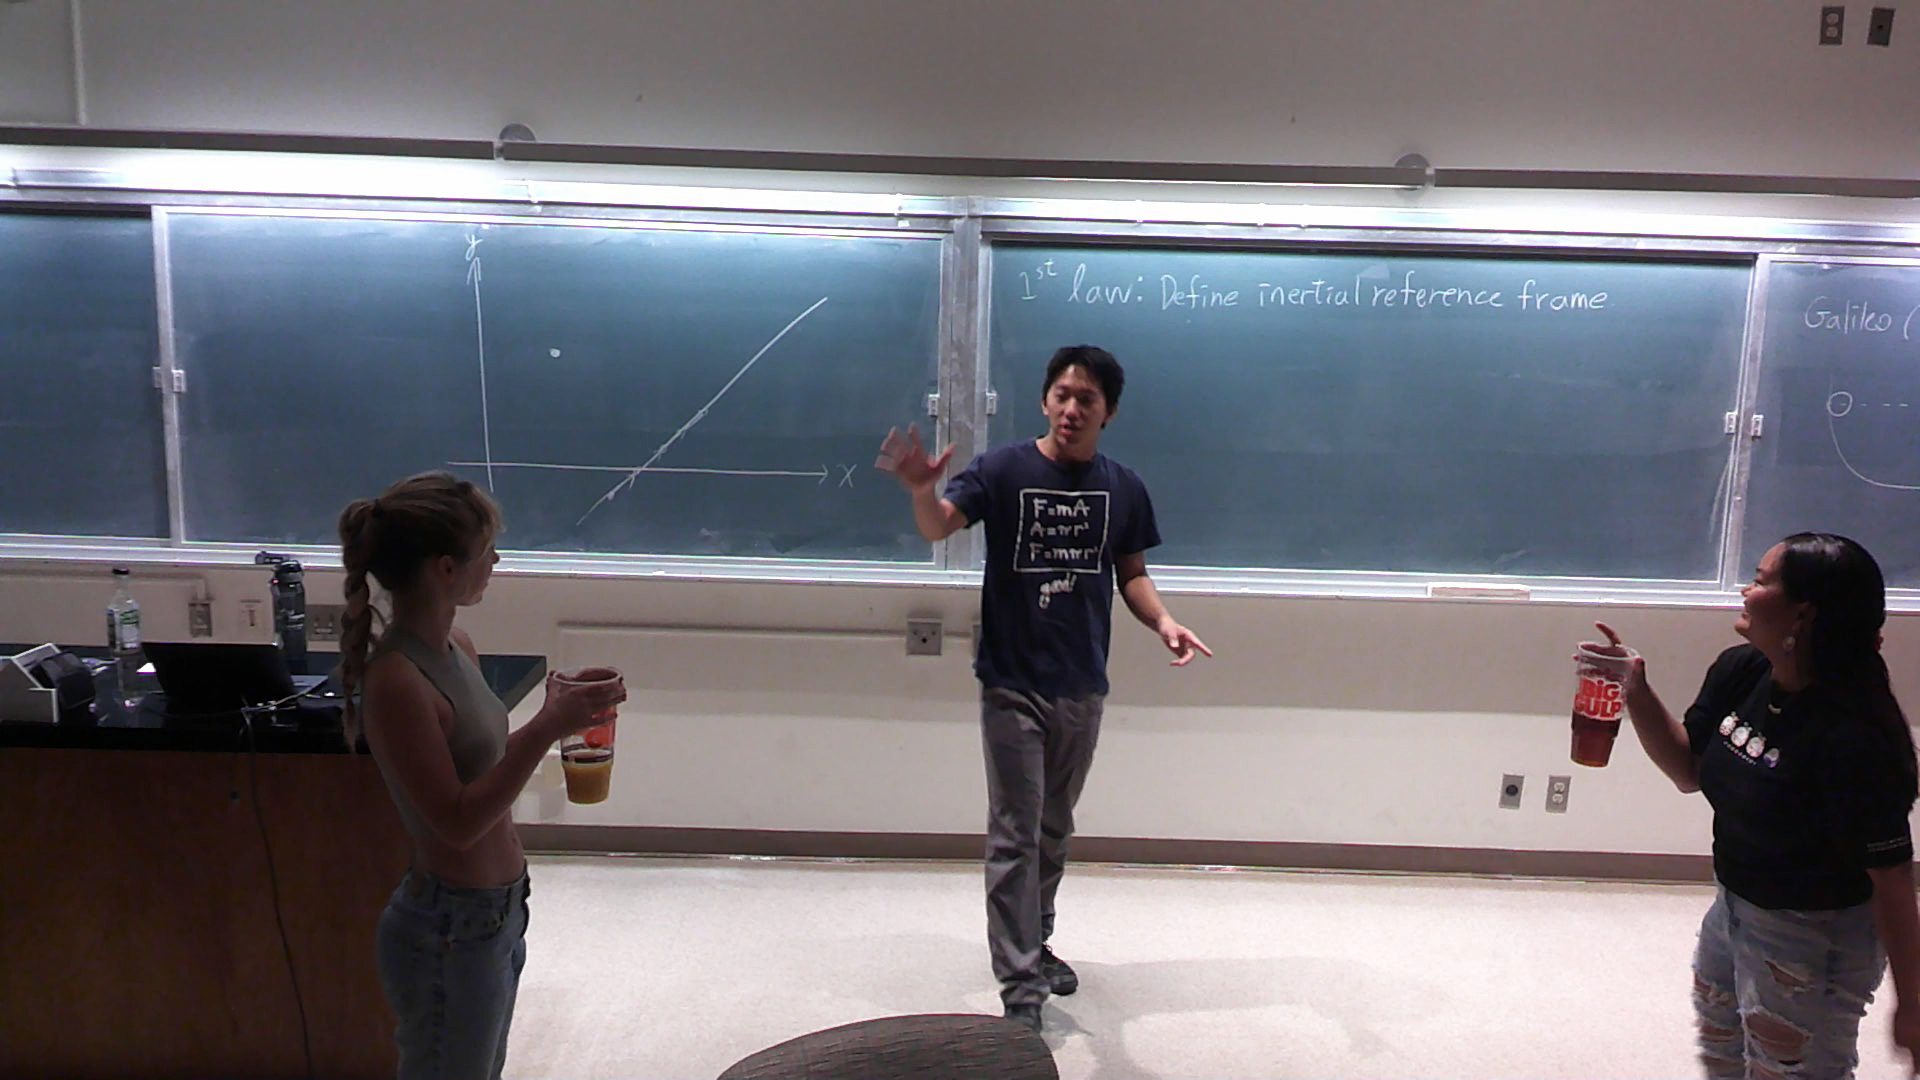 y
x
1st law: Define inertial reference frame
Galileo (
F=mA
A=πr²
F=mπr²
good!
BIG
GULP